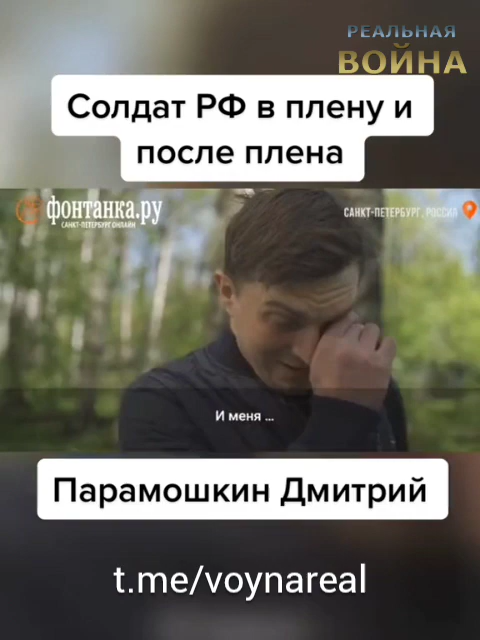 РЕАЛЬНАЯ
ВОЙНА
Солдат РФ в плену и
после плена
фонтанка.ру
САНКТ-ПЕТЕРБУРГ ОНЛАЙН
САНКТ-ПЕТЕРБУРГ, РОССИЯ
И меня ...
Парамошкин Дмитрий
t.me/voynareal